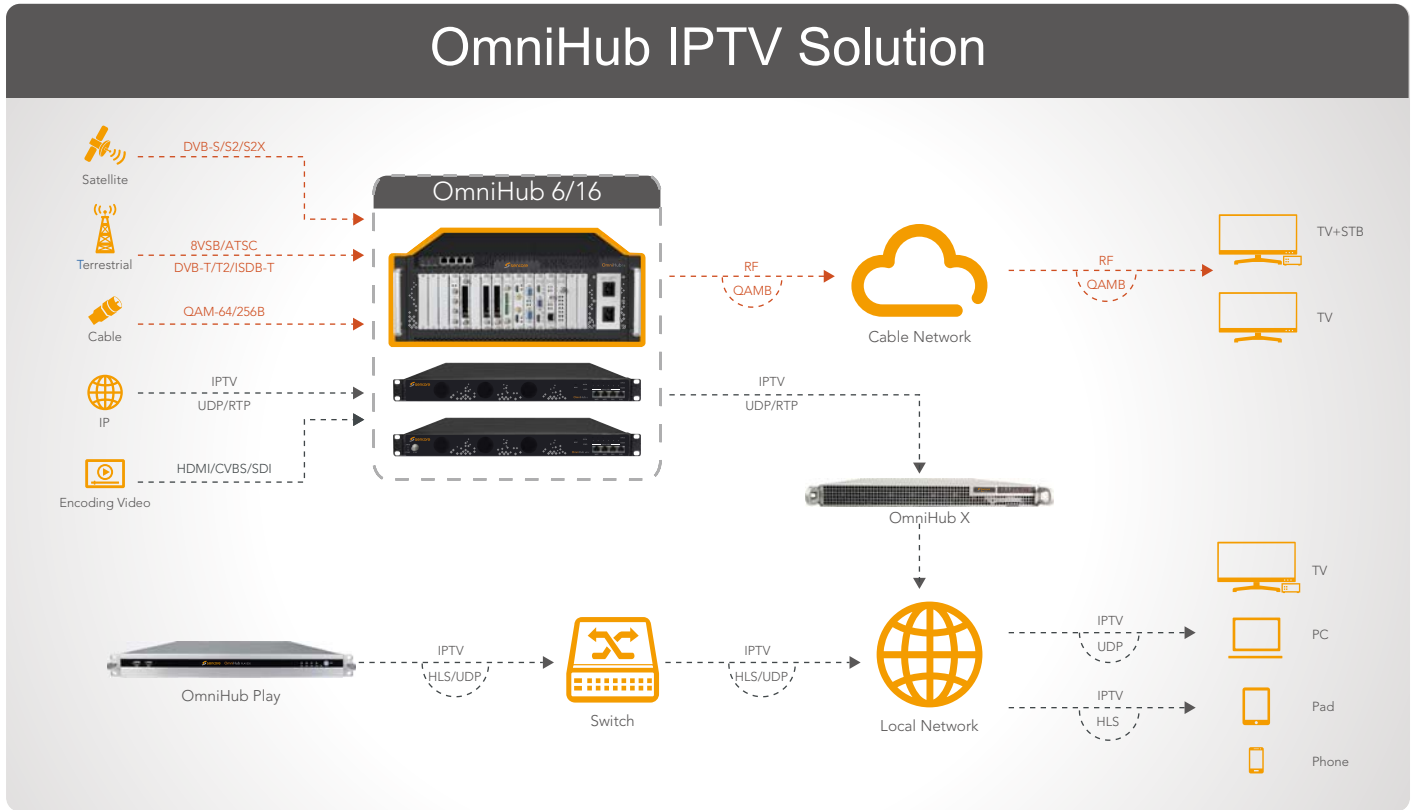 OmniHub IPTV Solution
DVB-S/S2/S2X
Satellite
OmniHub 6/16
8VSB/ATSC
Terrestrial
DVB-T/T2/ISDB-T
QAM-64/256B
Cable
IPTV
UDP/RTP
IP
HDMI/CVBS/SDI
Encoding Video
RF
QAMB
Cable Network
RF
QAMB
TV+STB
TV
IPTV
UDP/RTP
OmniHub X
OmniHub Play
IPTV
HLS/UDP
Switch
IPTV
HLS/UDP
Local Network
IPTV
UDP
IPTV
HLS
TV
PC
Pad
Phone